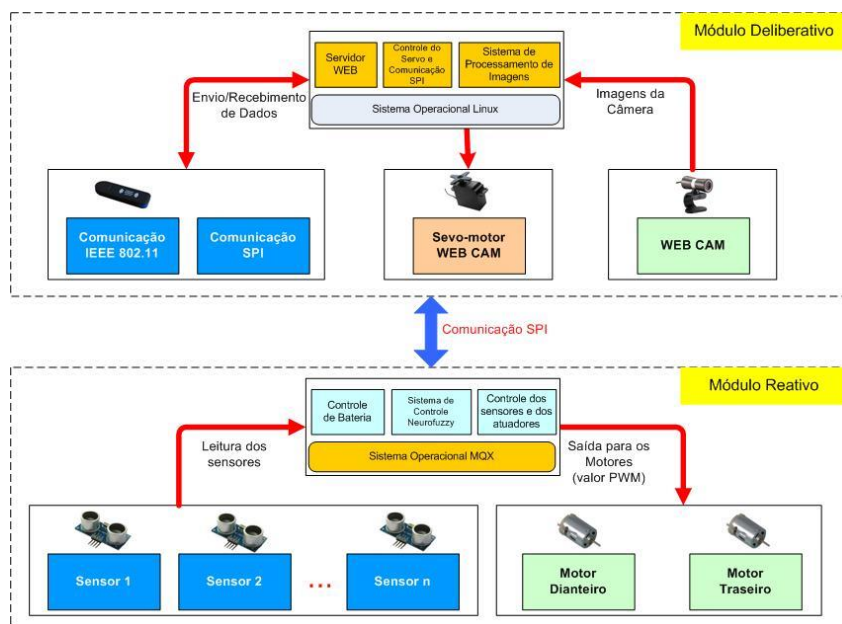 Módulo Deliberativo
Servidor
WEB
Controle do
Servo e
Comunicação
SPI
Sistema de
Processamento de
Imagens
Sistema Operacional Linux
Envio/Recebimento
de Dados
Imagens da
Câmera
Comunicação
IEEE 802.11
Comunicação
SPI
Sevo-motor
WEB CAM
WEB CAM
Comunicação SPI
Módulo Reativo
Controle
de Bateria
Sistema de
Controle
Neurofuzzy
Controle dos
sensores e dos
atuadores
Sistema Operacional MQX
Leitura dos
sensores
Saída para os
Motores
(valor PWM)
Sensor 1
Sensor 2
...
Sensor n
Motor
Dianteiro
Motor
Traseiro